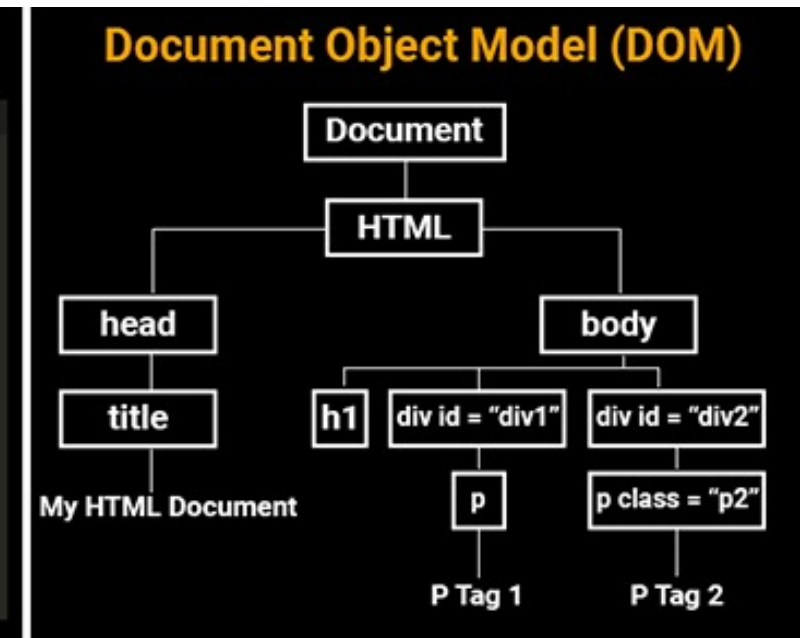 Document Object Model (DOM)
Document
HTML
head
body
title
h1
div id = “div1”
div id = “div2”
My HTML Document
p
p class = “p2”
P Tag 1
P Tag 2